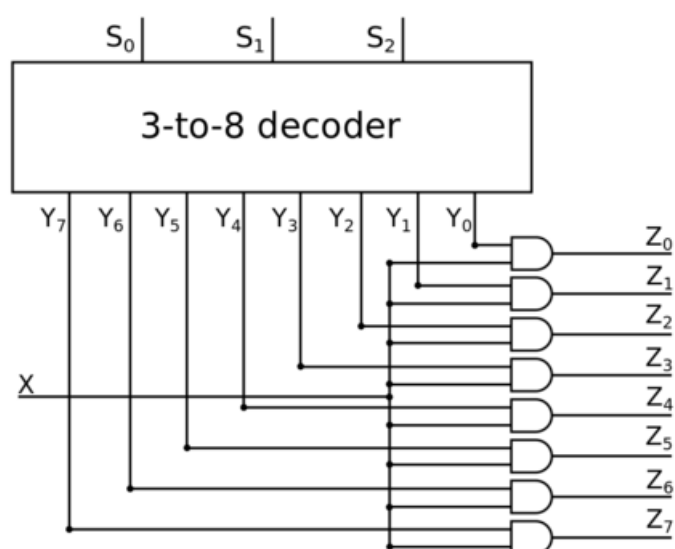 S₀ S₁ S₂
3-to-8 decoder
Y₇ Y₆ Y₅ Y₄ Y₃ Y₂ Y₁ Y₀
Z₀
Z₁
Z₂
Z₃
X
Z₄
Z₅
Z₆
Z₇